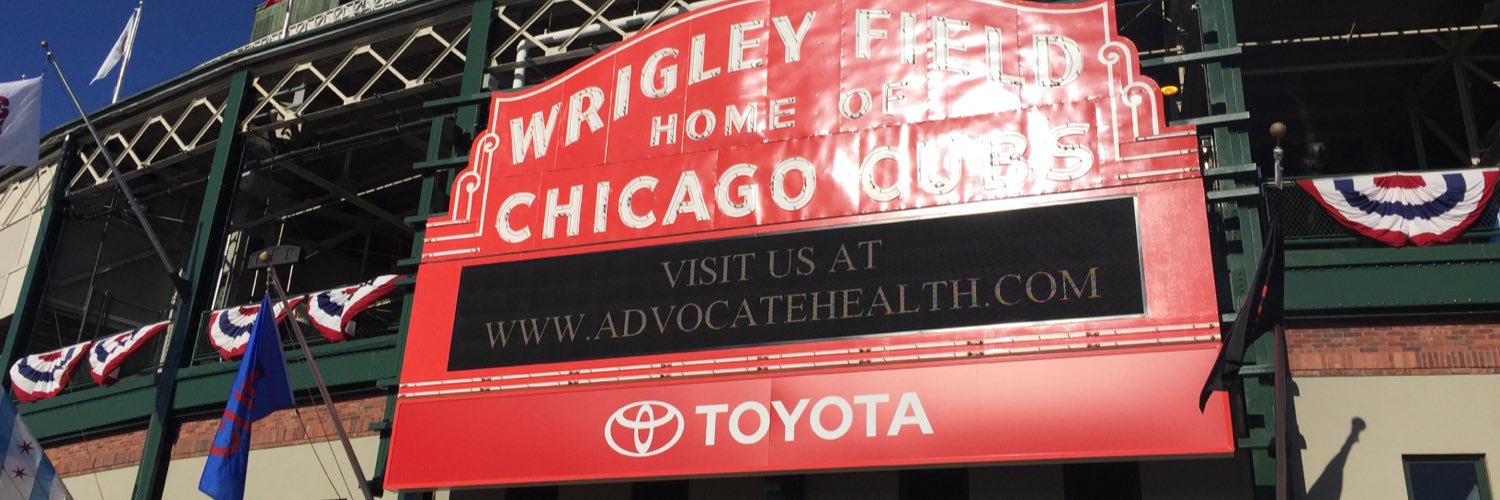 WRIGLEY FIELD
HOME OF
CHICAGO CUBS
VISIT US AT
WWW.ADVOCATEHEALTH.COM
TOYOTA